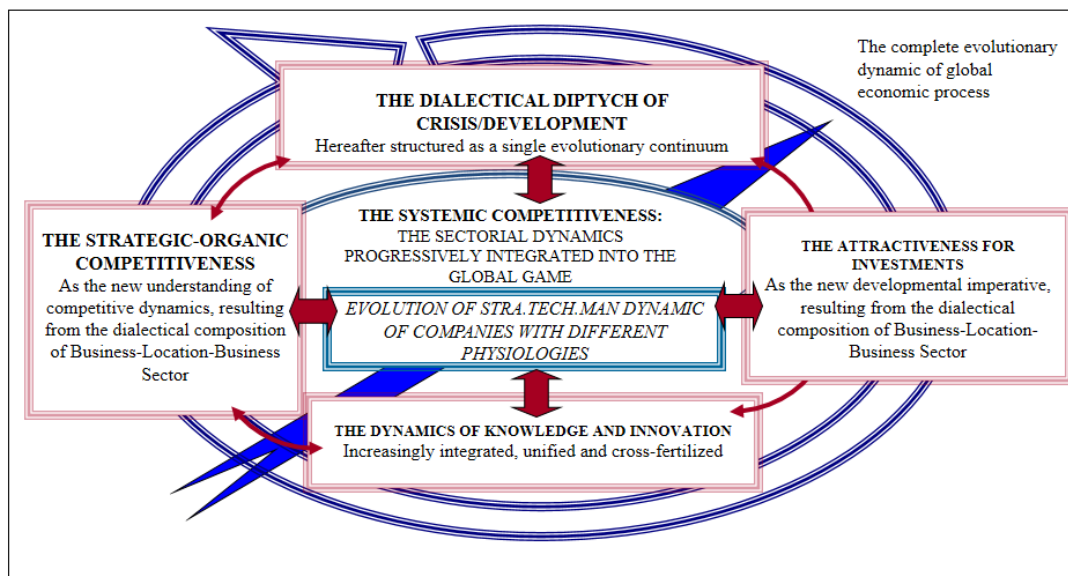 The complete evolutionary
dynamic of global
economic process
THE DIALECTICAL DIPTYCH OF
CRISIS/DEVELOPMENT
Hereafter structured as a single evolutionary continuum
THE STRATEGIC-ORGANIC
COMPETITIVENESS
As the new understanding of
competitive dynamics, resulting
from the dialectical composition
of Business-Location-Business
Sector
THE SYSTEMIC COMPETITIVENESS:
THE SECTORIAL DYNAMICS
PROGRESSIVELY INTEGRATED INTO THE
GLOBAL GAME
EVOLUTION OF STRA.TECH.MAN DYNAMIC
OF COMPANIES WITH DIFFERENT
PHYSIOLOGIES
THE ATTRACTIVENESS FOR
INVESTMENTS
As the new developmental imperative,
resulting from the dialectical
composition of Business-Location-
Business Sector
THE DYNAMICS OF KNOWLEDGE AND INNOVATION
Increasingly integrated, unified and cross-fertilized